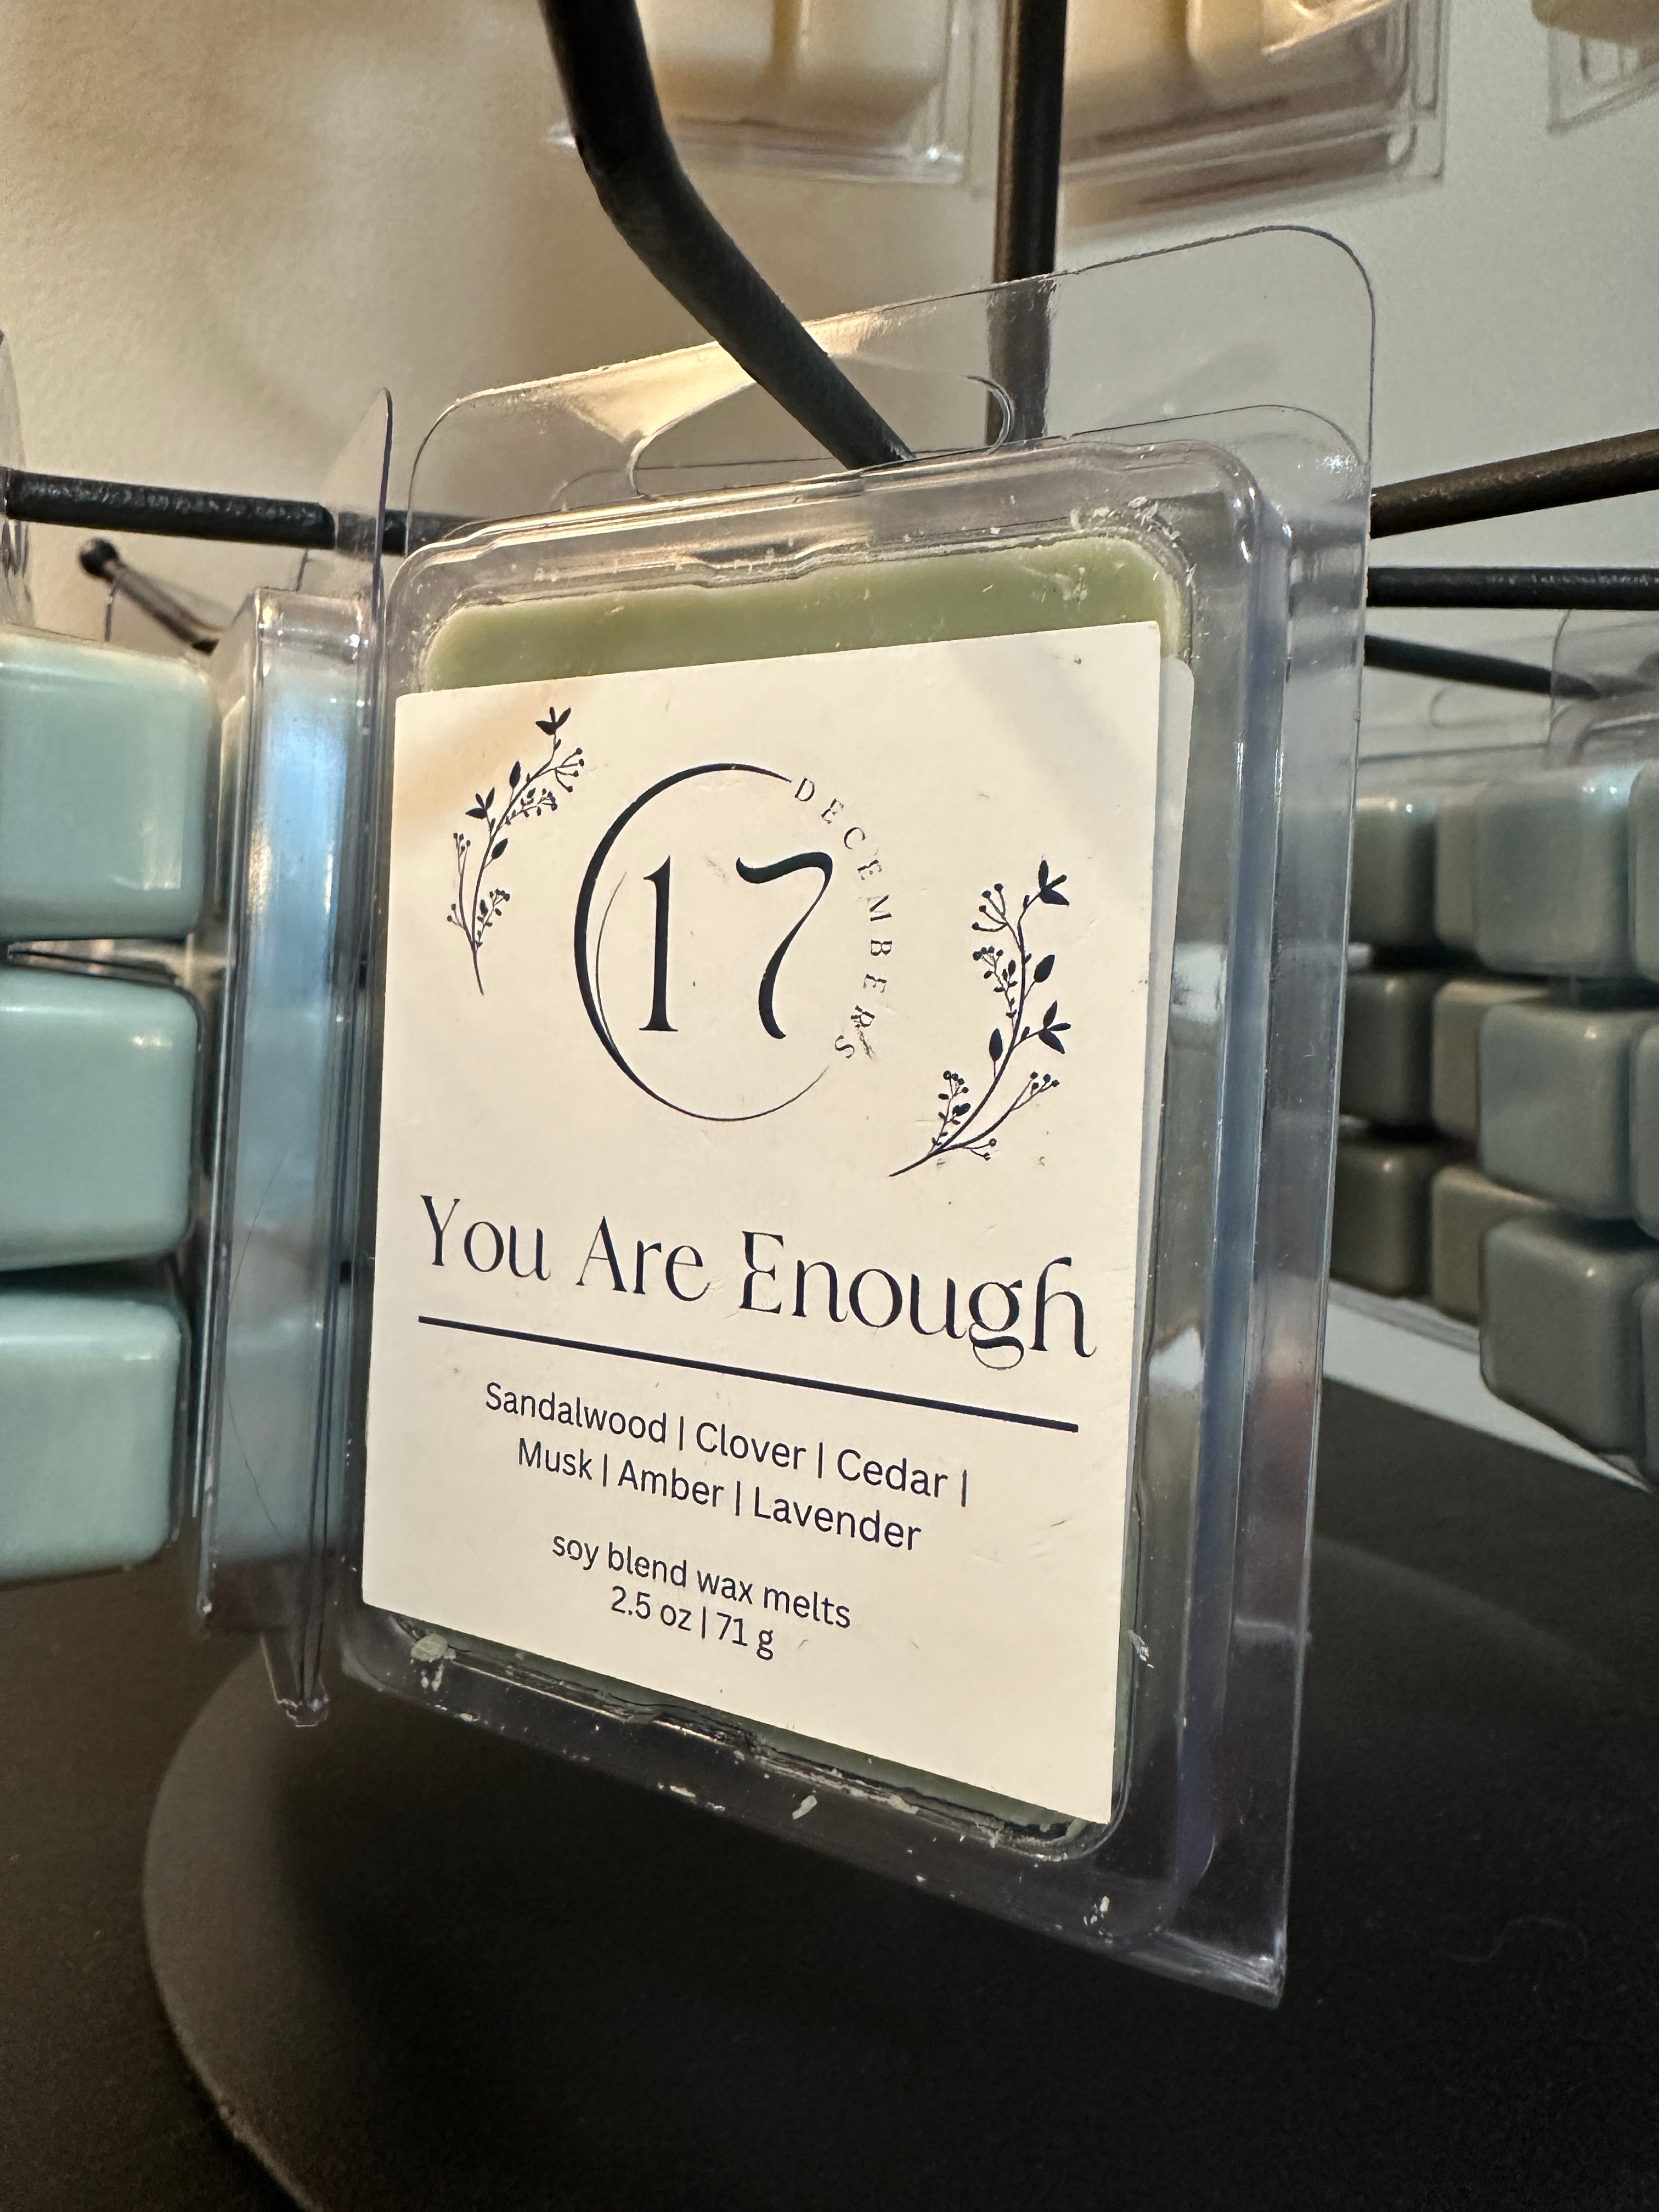 17
DECEMBERS
You Are Enough
Sandalwood | Clover | Cedar |
Musk | Amber | Lavender
soy blend wax melts
2.5 oz | 71 g